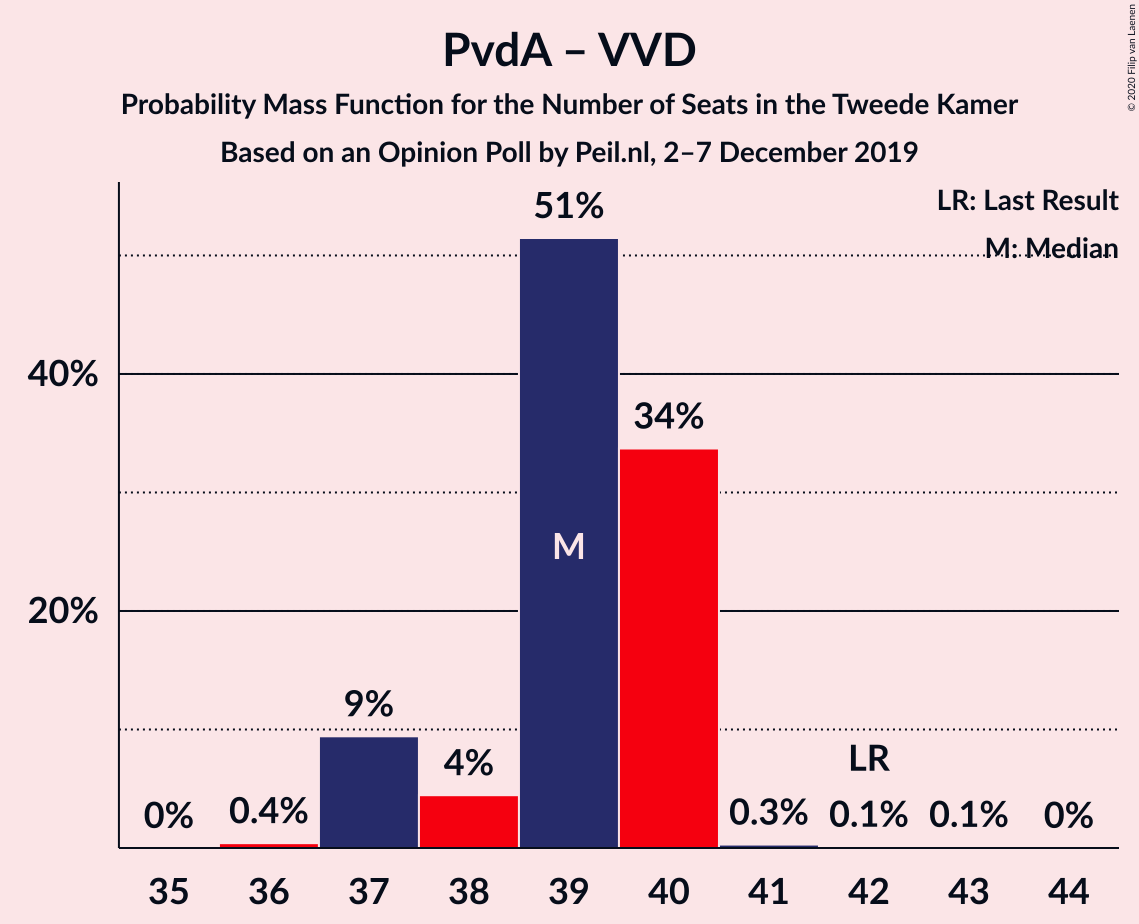 PvdA – VVD
Probability Mass Function for the Number of Seats in the Tweede Kamer
Based on an Opinion Poll by Peil.nl, 2–7 December 2019
© 2020 Filip van Laenen
LR: Last Result
M: Median
51%
40%
34%
M
20%
9%
4%
LR
0%
0.4%
0.3%
0.1%
0.1%
0%
35
36
37
38
39
40
41
42
43
44